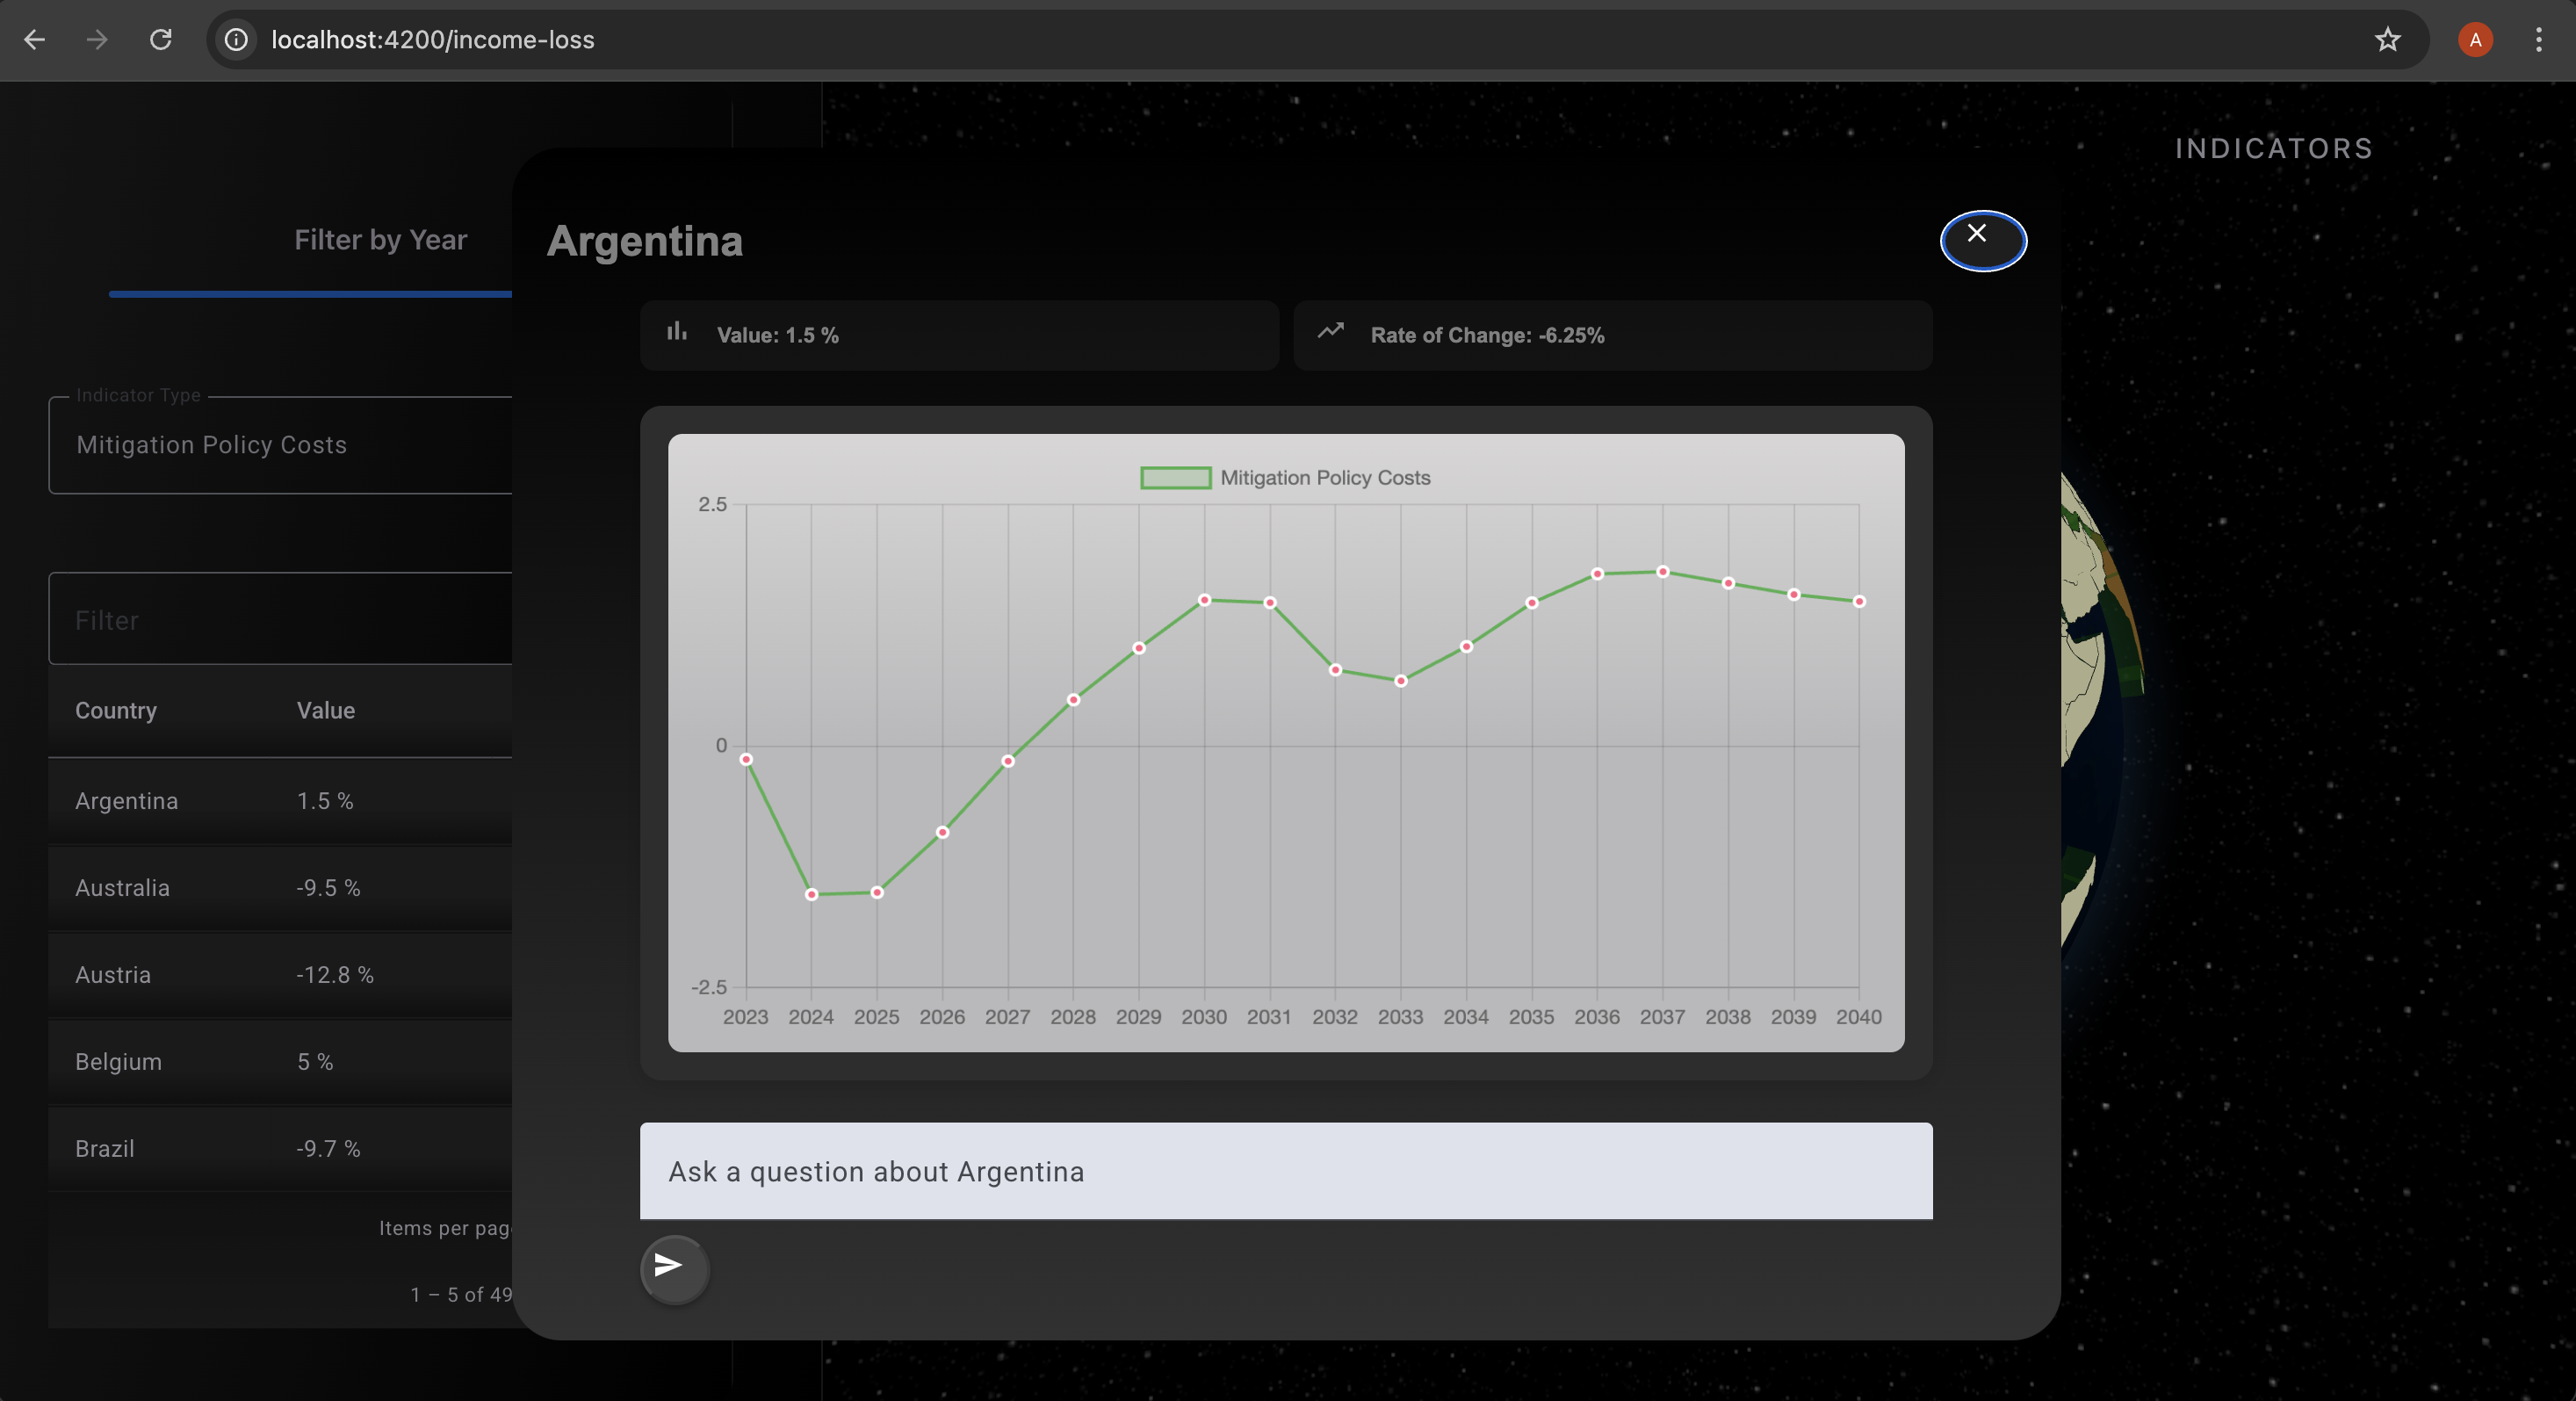 localhost:4200/income-loss
A
INDICATORS
Filter by Year
Indicator Type
Mitigation Policy Costs
Filter
Country Value
Argentina 1.5 %
Australia -9.5 %
Austria -12.8 %
Belgium 5 %
Brazil -9.7 %
Items per
1 – 5 of 49
Argentina
Value: 1.5 %
Rate of Change: -6.25%
Mitigation Policy Costs
2.5
0
-2.5
2023 2024 2025 2026 2027 2028 2029 2030 2031 2032 2033 2034 2035 2036 2037 2038 2039 2040
Ask a question about Argentina